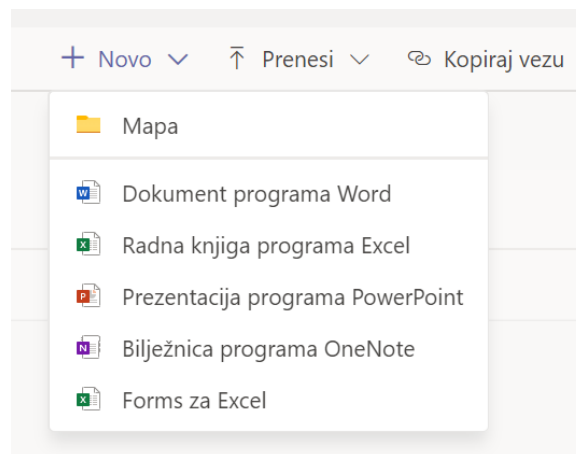 Novo Prenesi Kopiraj vezu
Mapa
Dokument programa Word
Radna knjiga programa Excel
Prezentacija programa PowerPoint
Bilježnica programa OneNote
Forms za Excel